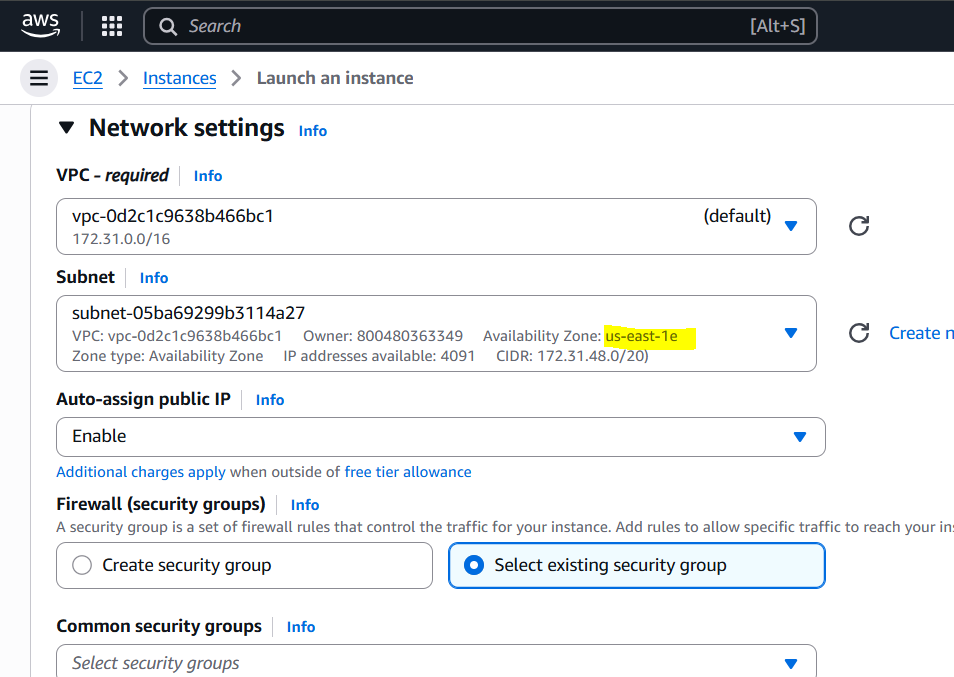 aws Search [Alt+S]
EC2 Instances Launch an instance
Network settings Info
VPC - required Info
vpc-0d2c1c9638b466bc1 (default)
172.31.0.0/16
Subnet Info
subnet-05ba69299b3114a27
VPC: vpc-0d2c1c9638b466bc1 Owner: 800480363349 Availability Zone: us-east-1e
Zone type: Availability Zone IP addresses available: 4091 CIDR: 172.31.48.0/20)
Create n
Auto-assign public IP Info
Enable
Additional charges apply when outside of free tier allowance
Firewall (security groups) Info
A security group is a set of firewall rules that control the traffic for your instance. Add rules to allow specific traffic to reach your ins
Create security group Select existing security group
Common security groups Info
Select security groups